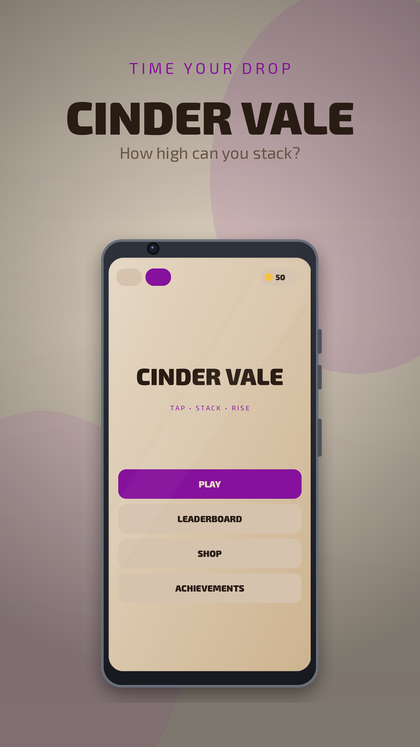 TIME YOUR DROP
CINDER VALE
How high can you stack?
50
CINDER VALE
TAP • STACK • RISE
PLAY
LEADERBOARD
SHOP
ACHIEVEMENTS